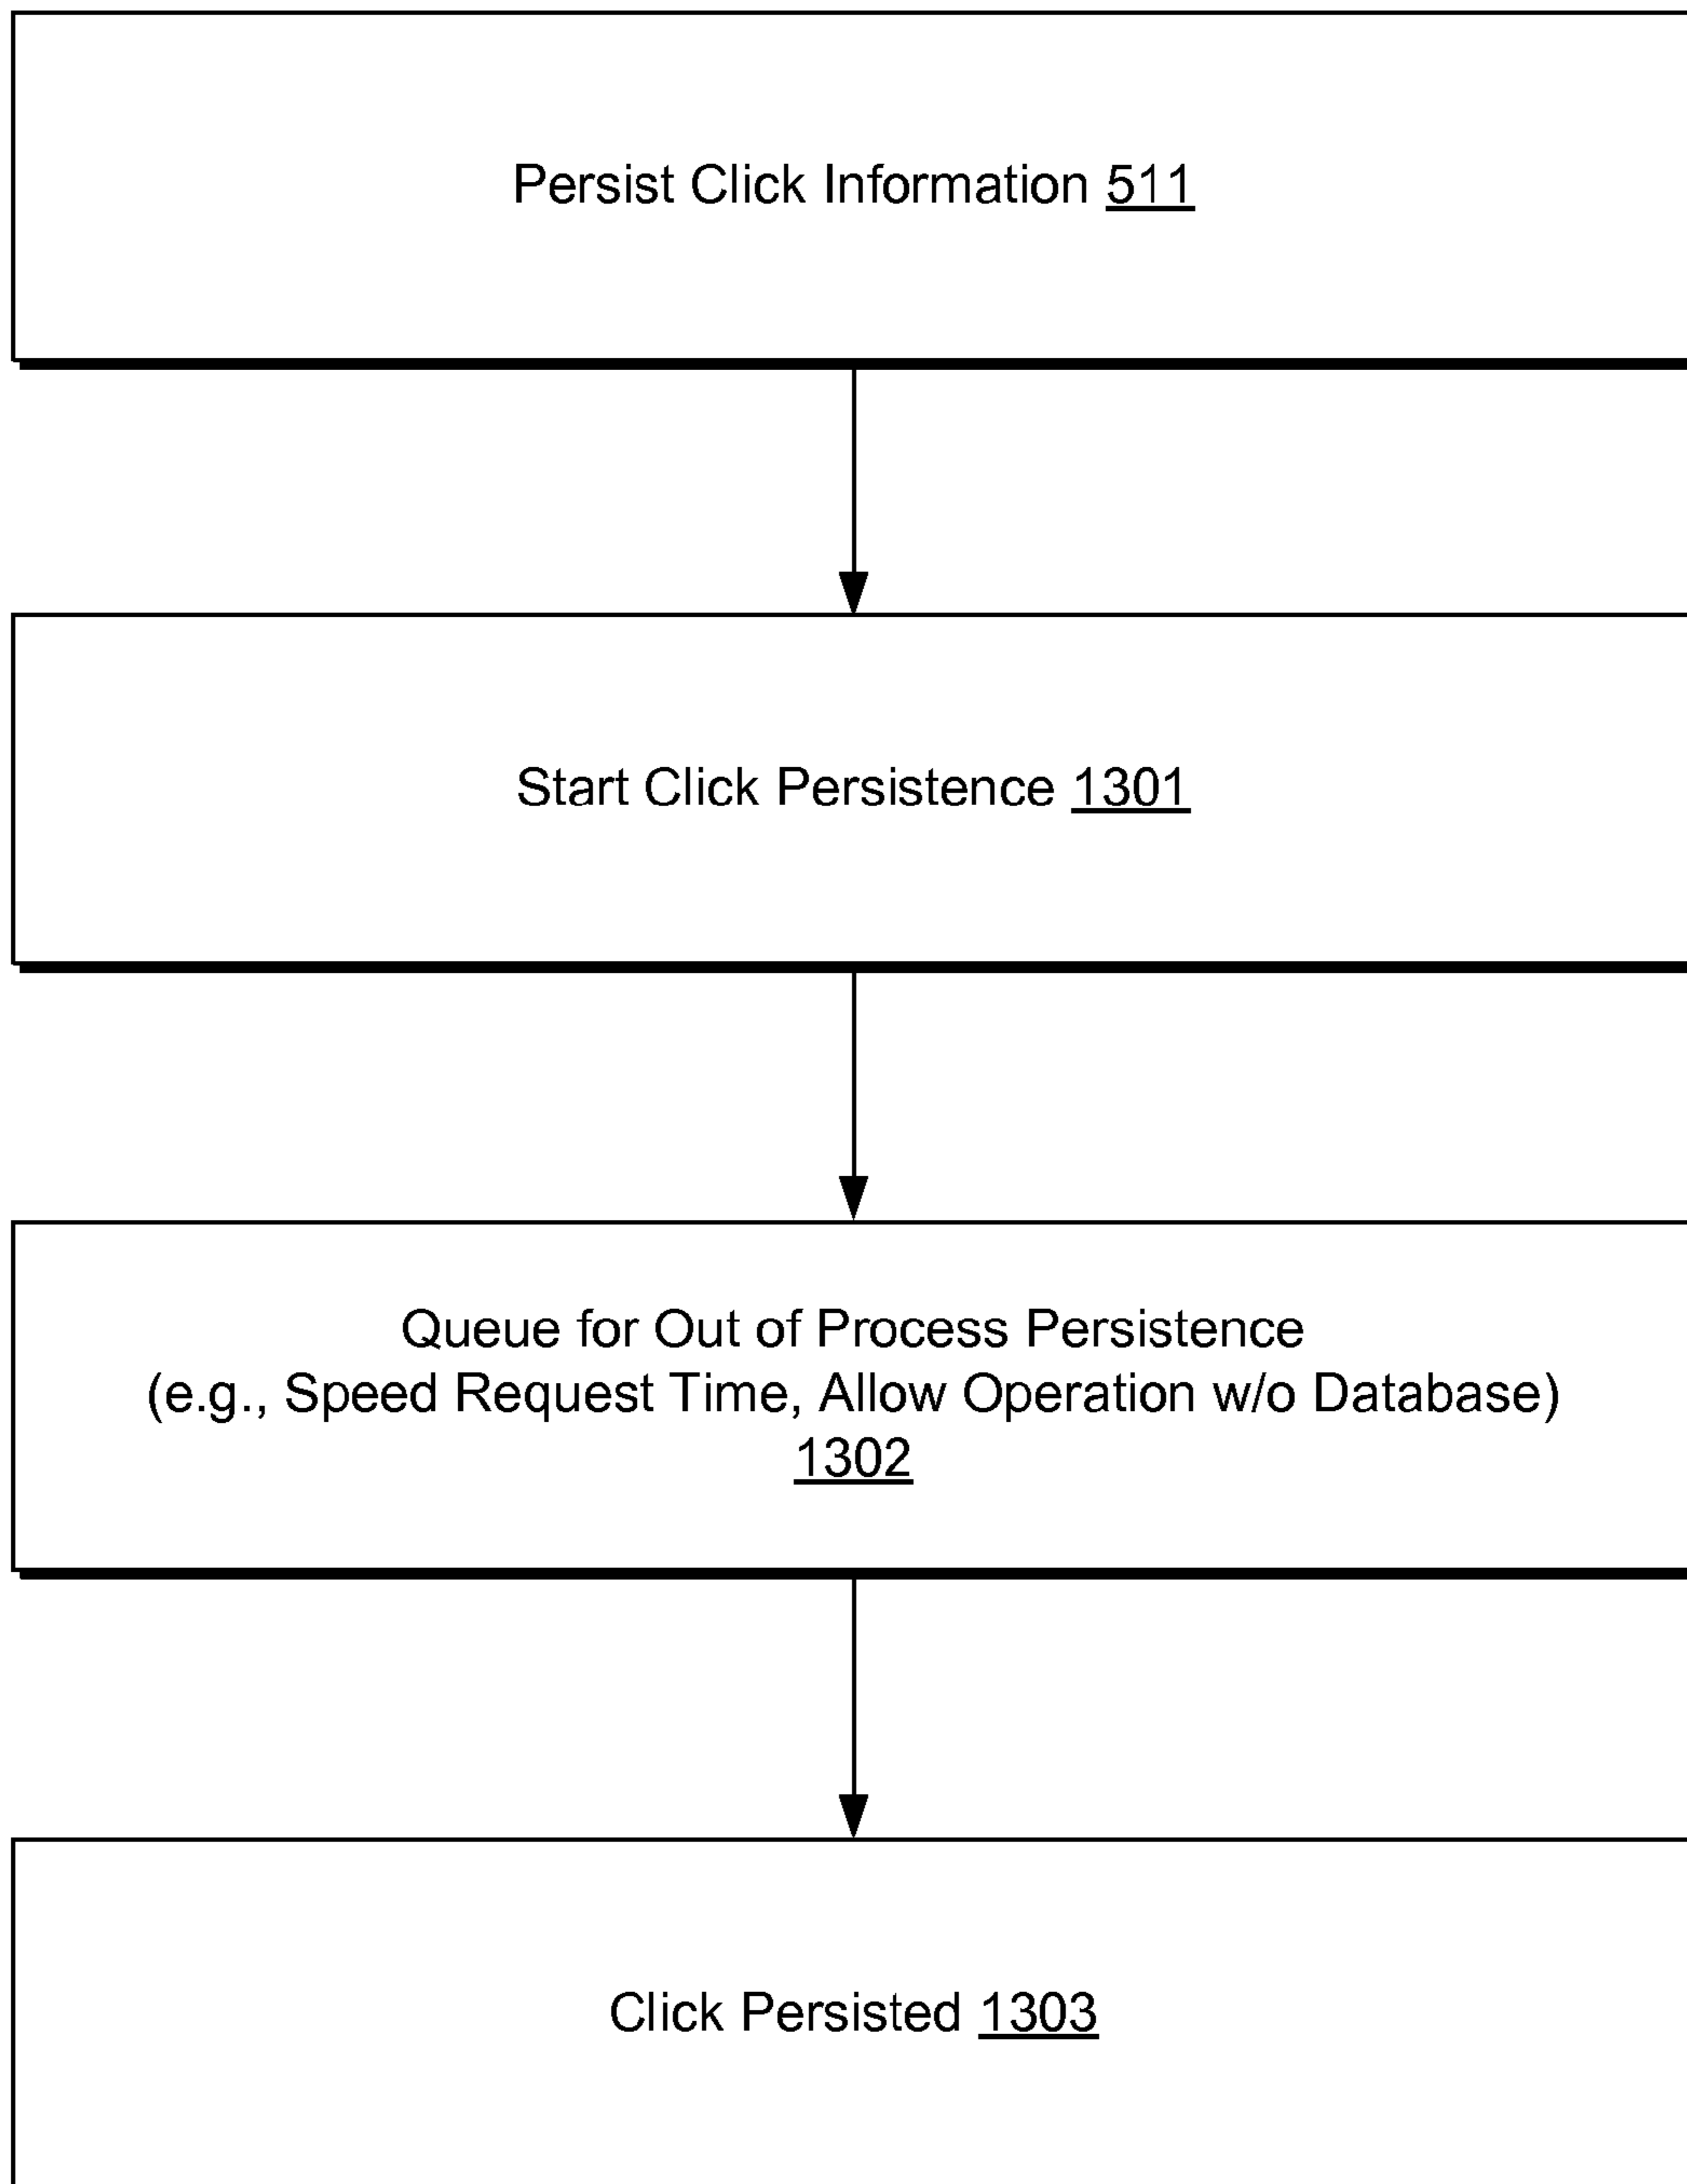 Persist Click Information 511
Start Click Persistence 1301
Queue for Out of Process Persistence
(e.g., Speed Request Time, Allow Operation w/o Database)
1302
Click Persisted 1303